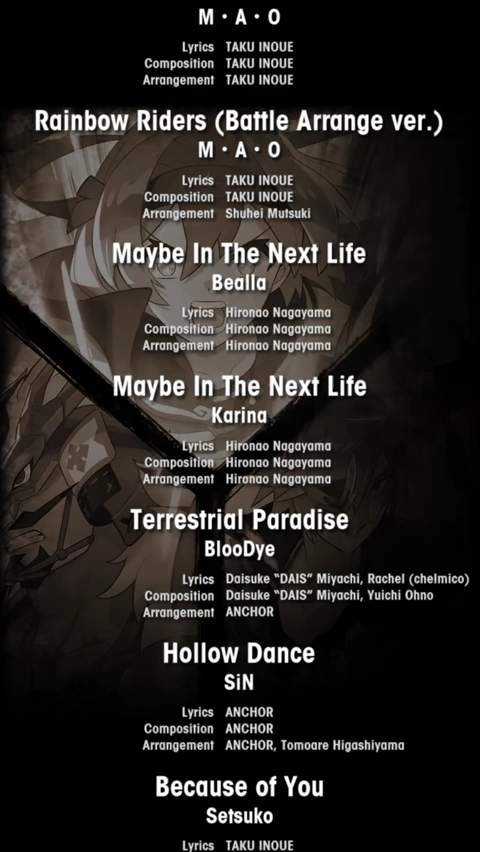 M・A・O
Lyrics TAKU INOUE
Composition TAKU INOUE
Arrangement TAKU INOUE
Rainbow Riders (Battle Arrange ver.)
M・A・O
Lyrics TAKU INOUE
Composition TAKU INOUE
Arrangement Shuhei Mutsuki
Maybe In The Next Life
Bealla
Lyrics Hironao Nagayama
Composition Hironao Nagayama
Arrangement Hironao Nagayama
Maybe In The Next Life
Karina
Lyrics Hironao Nagayama
Composition Hironao Nagayama
Arrangement Hironao Nagayama
Terrestrial Paradise
BlooDye
Lyrics Daisuke “DAIS” Miyachi, Rachel (chelmico)
Composition Daisuke “DAIS” Miyachi, Yuichi Ohno
Arrangement ANCHOR
Hollow Dance
SiN
Lyrics ANCHOR
Composition ANCHOR
Arrangement ANCHOR, Tomoare Higashiyama
Because of You
Setsuko
Lyrics TAKU INOUE